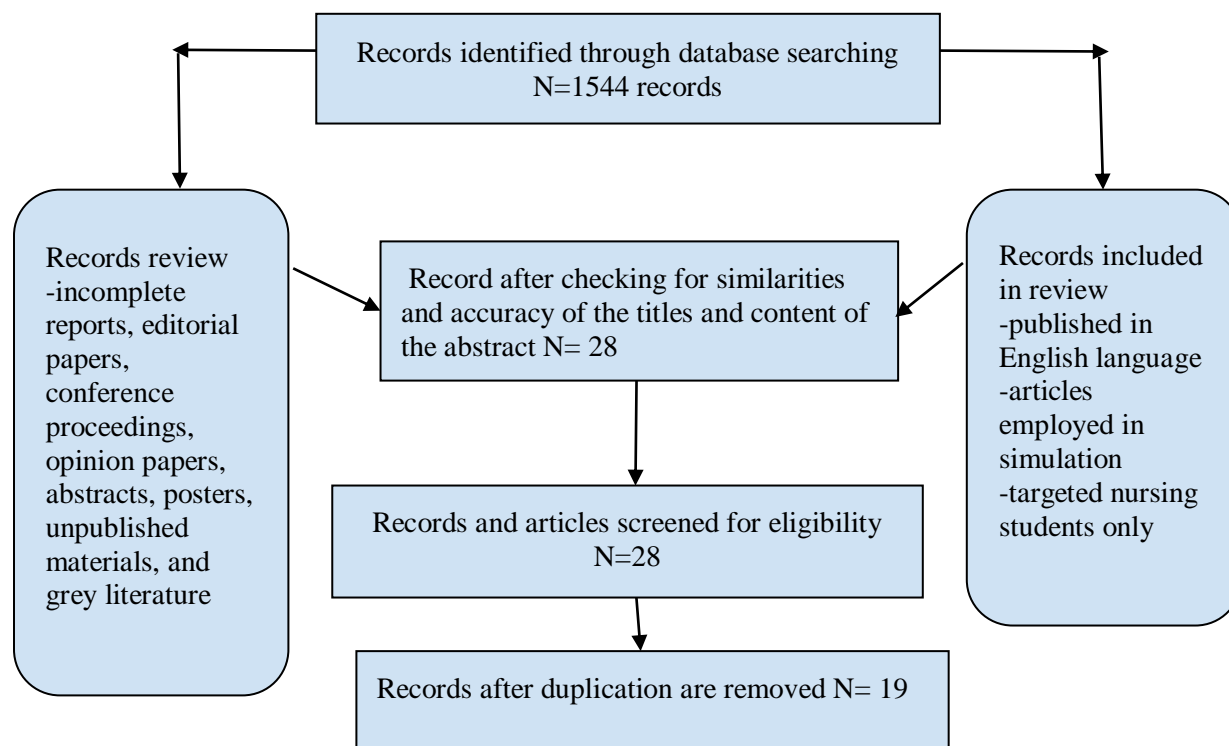 Records identified through database searching
N=1544 records
Records review
-incomplete
reports, editorial
papers,
conference
proceedings,
opinion papers,
abstracts, posters,
unpublished
materials, and
grey literature
Record after checking for similarities
and accuracy of the titles and content of
the abstract N= 28
Records included
in review
-published in
English language
-articles
employed in
simulation
-targeted nursing
students only
Records and articles screened for eligibility
N=28
Records after duplication are removed N= 19